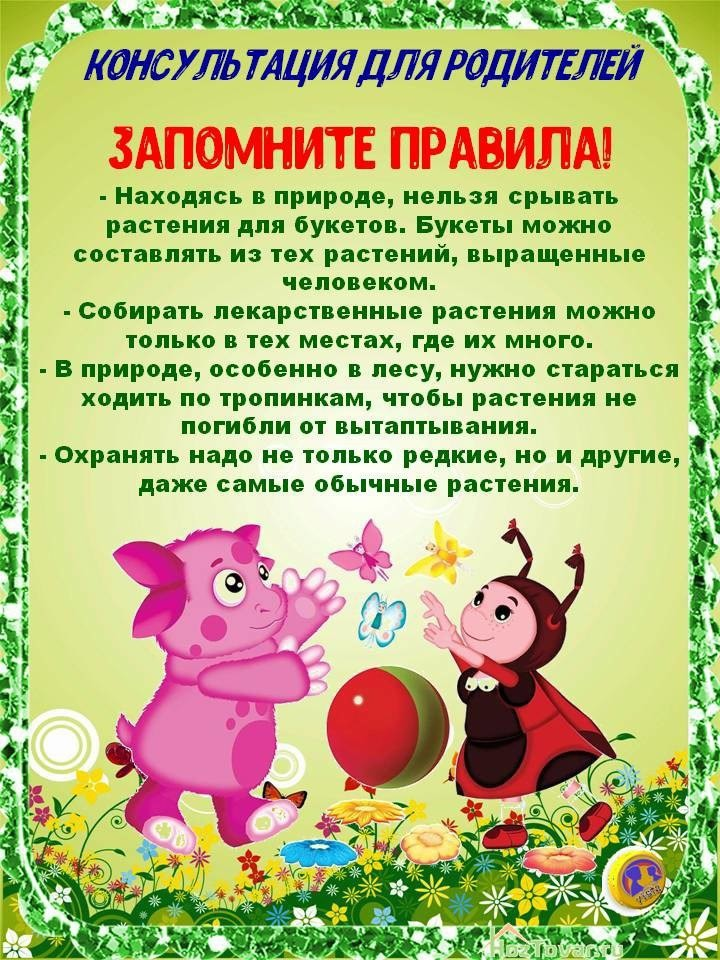 КОНСУЛЬТАЦИЯ ДЛЯ РОДИТЕЛЕЙ
ЗАПОМНИТЕ ПРАВИЛА!
- Находясь в природе, нельзя срывать
растения для букетов. Букеты можно
составлять из тех растений, выращенные
человеком.
- Собирать лекарственные растения можно
только в тех местах, где их много.
- В природе, особенно в лесу, нужно стараться
ходить по тропинкам, чтобы растения не
погибли от вытаптывания.
- Охранять надо не только редкие, но и другие,
даже самые обычные растения.
HozTovar.ru